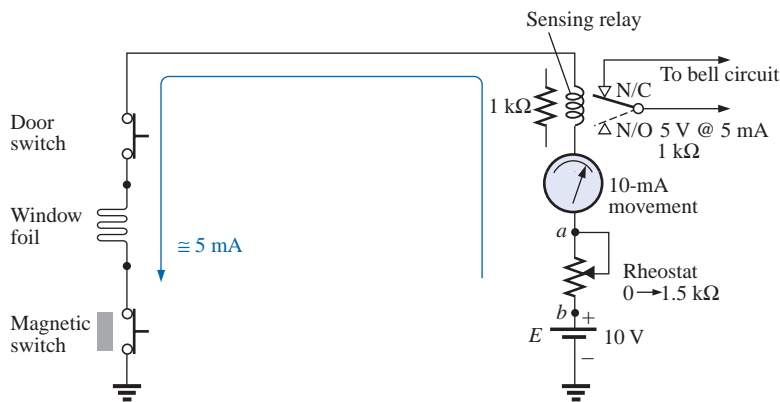 Sensing relay
To bell circuit
N/C
1 kΩ
N/O 5 V @ 5 mA
1 kΩ
Door
switch
10-mA
movement
Window
foil
≅ 5 mA
a
Rheostat
0 → 1.5 kΩ
b
+
Magnetic
switch
E
10 V
–